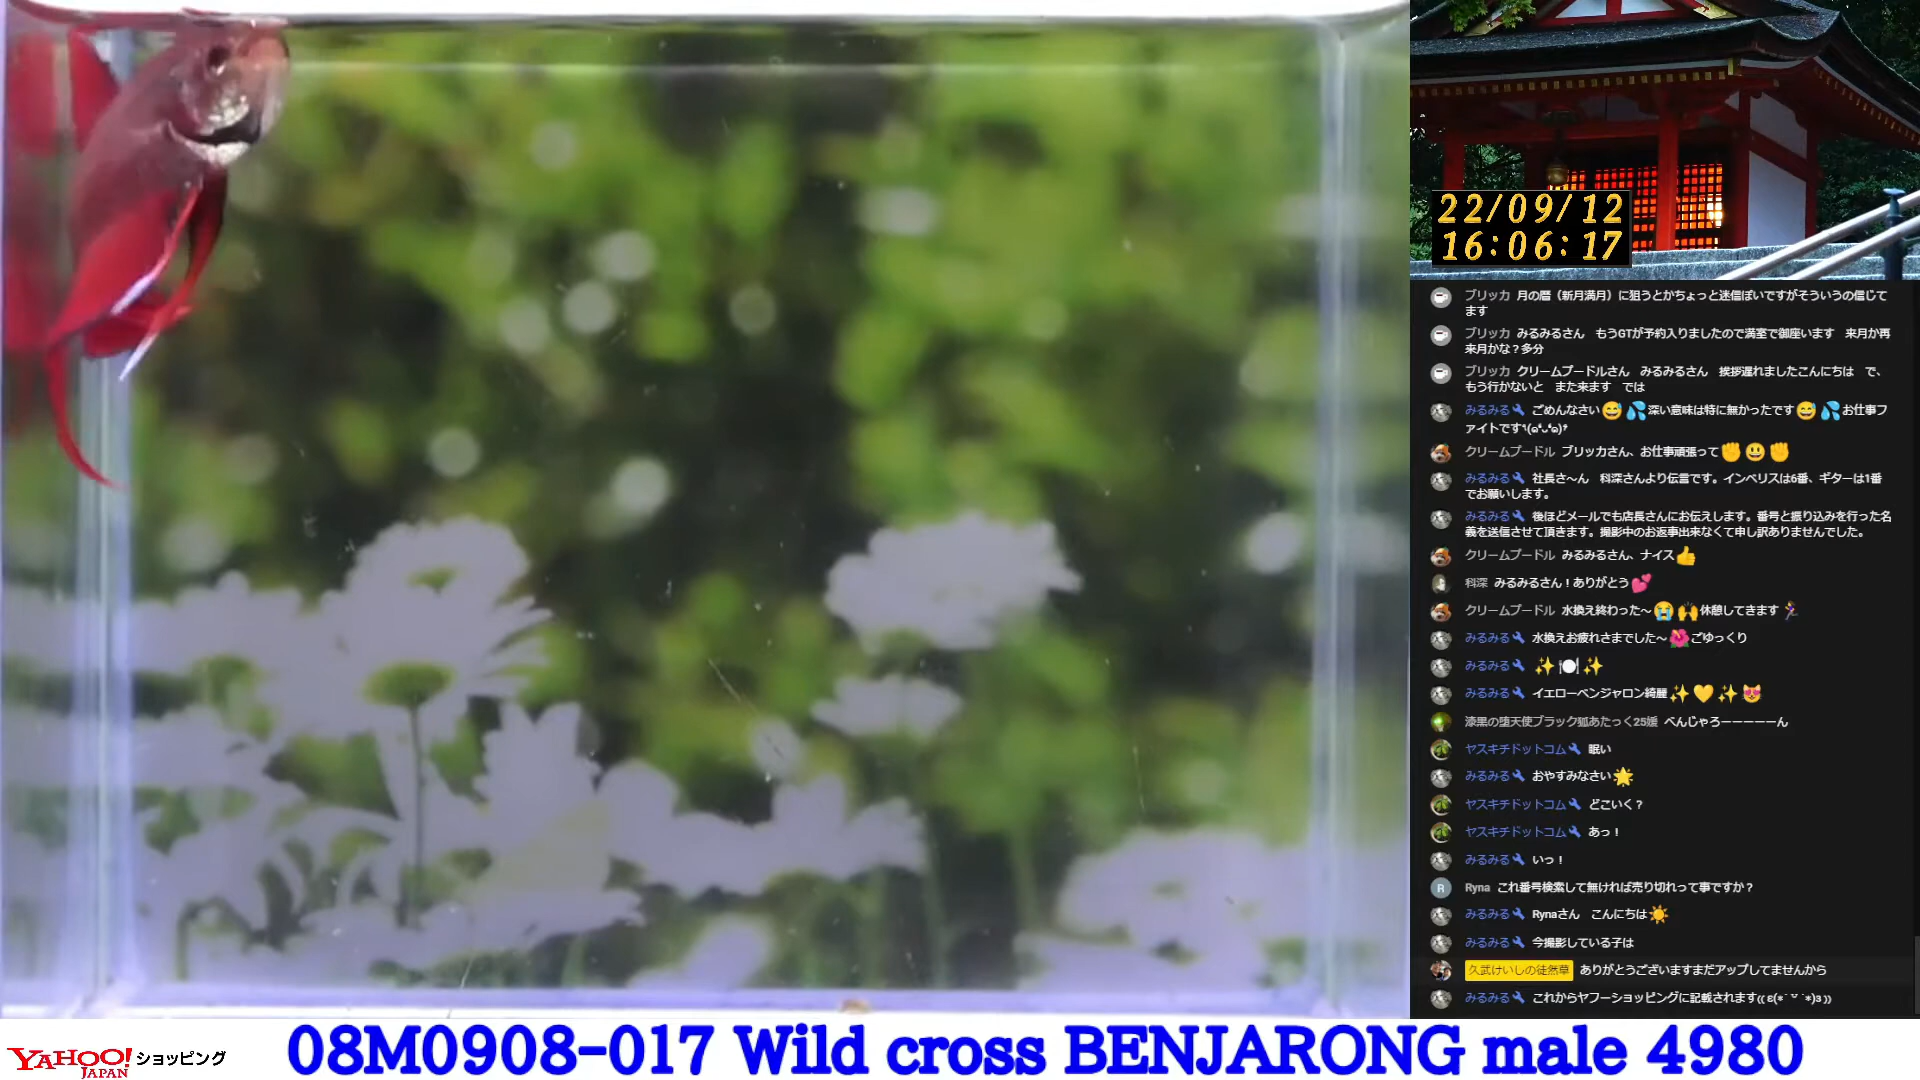 22/09/12
16:06:17
ブリッカ 月の暦（新月満月）に狙うとかちょっと迷信ぽいですがそういうの信じて
ます
ブリッカ みるみるさん　もうGTが予約入りましたので満室で御座います　来月か再
来月かな？多分
ブリッカ クリームプードルさん　みるみるさん　挨拶遅れましたこんにちは　で、
もう行かないと　また来ます　では
みるみる ごめんなさい😅💦深い意味は特に無かったです😅💦お仕事フ
ァイトです
クリームプードル ブリッカさん、お仕事頑張って✊😃✊
みるみる 社長さ～ん　科深さんより伝言です。インベリスは6番、ギターは1番
でお願いします。
みるみる 後ほどメールでも店長さんにお伝えします。番号と振り込みを行った名
義を送信させて頂きます。撮影中のお返事出来なくて申し訳ありませんでした。
クリームプードル みるみるさん、ナイス👍
科深 みるみるさん！ありがとう💕
クリームプードル 水換え終わった～😭🙌休憩してきます🏃‍♀️
みるみる 水換えお疲れさまでした～🌺ごゆっくり
みるみる ✨🍽✨
みるみる イエローベンジャロン綺麗✨💛✨😻
漆黒の堕天使ブラック狐あたっく25媛 べんじゃろーーーーーん
ヤスキチドットコム 眠い
みるみる おやすみなさい🌟
ヤスキチドットコム どこいく？
ヤスキチドットコム あっ！
みるみる いっ！
R Ryna これ番号検索して無ければ売り切れって事ですか？
みるみる Rynaさん　こんにちは☀
みるみる 今撮影している子は
久武けいしの徒然草 ありがとうございますまだアップしてませんから
みるみる これからヤフーショッピングに記載されます
YAHOO! JAPAN ショッピング
08M0908-017 Wild cross BENJARONG male 4980